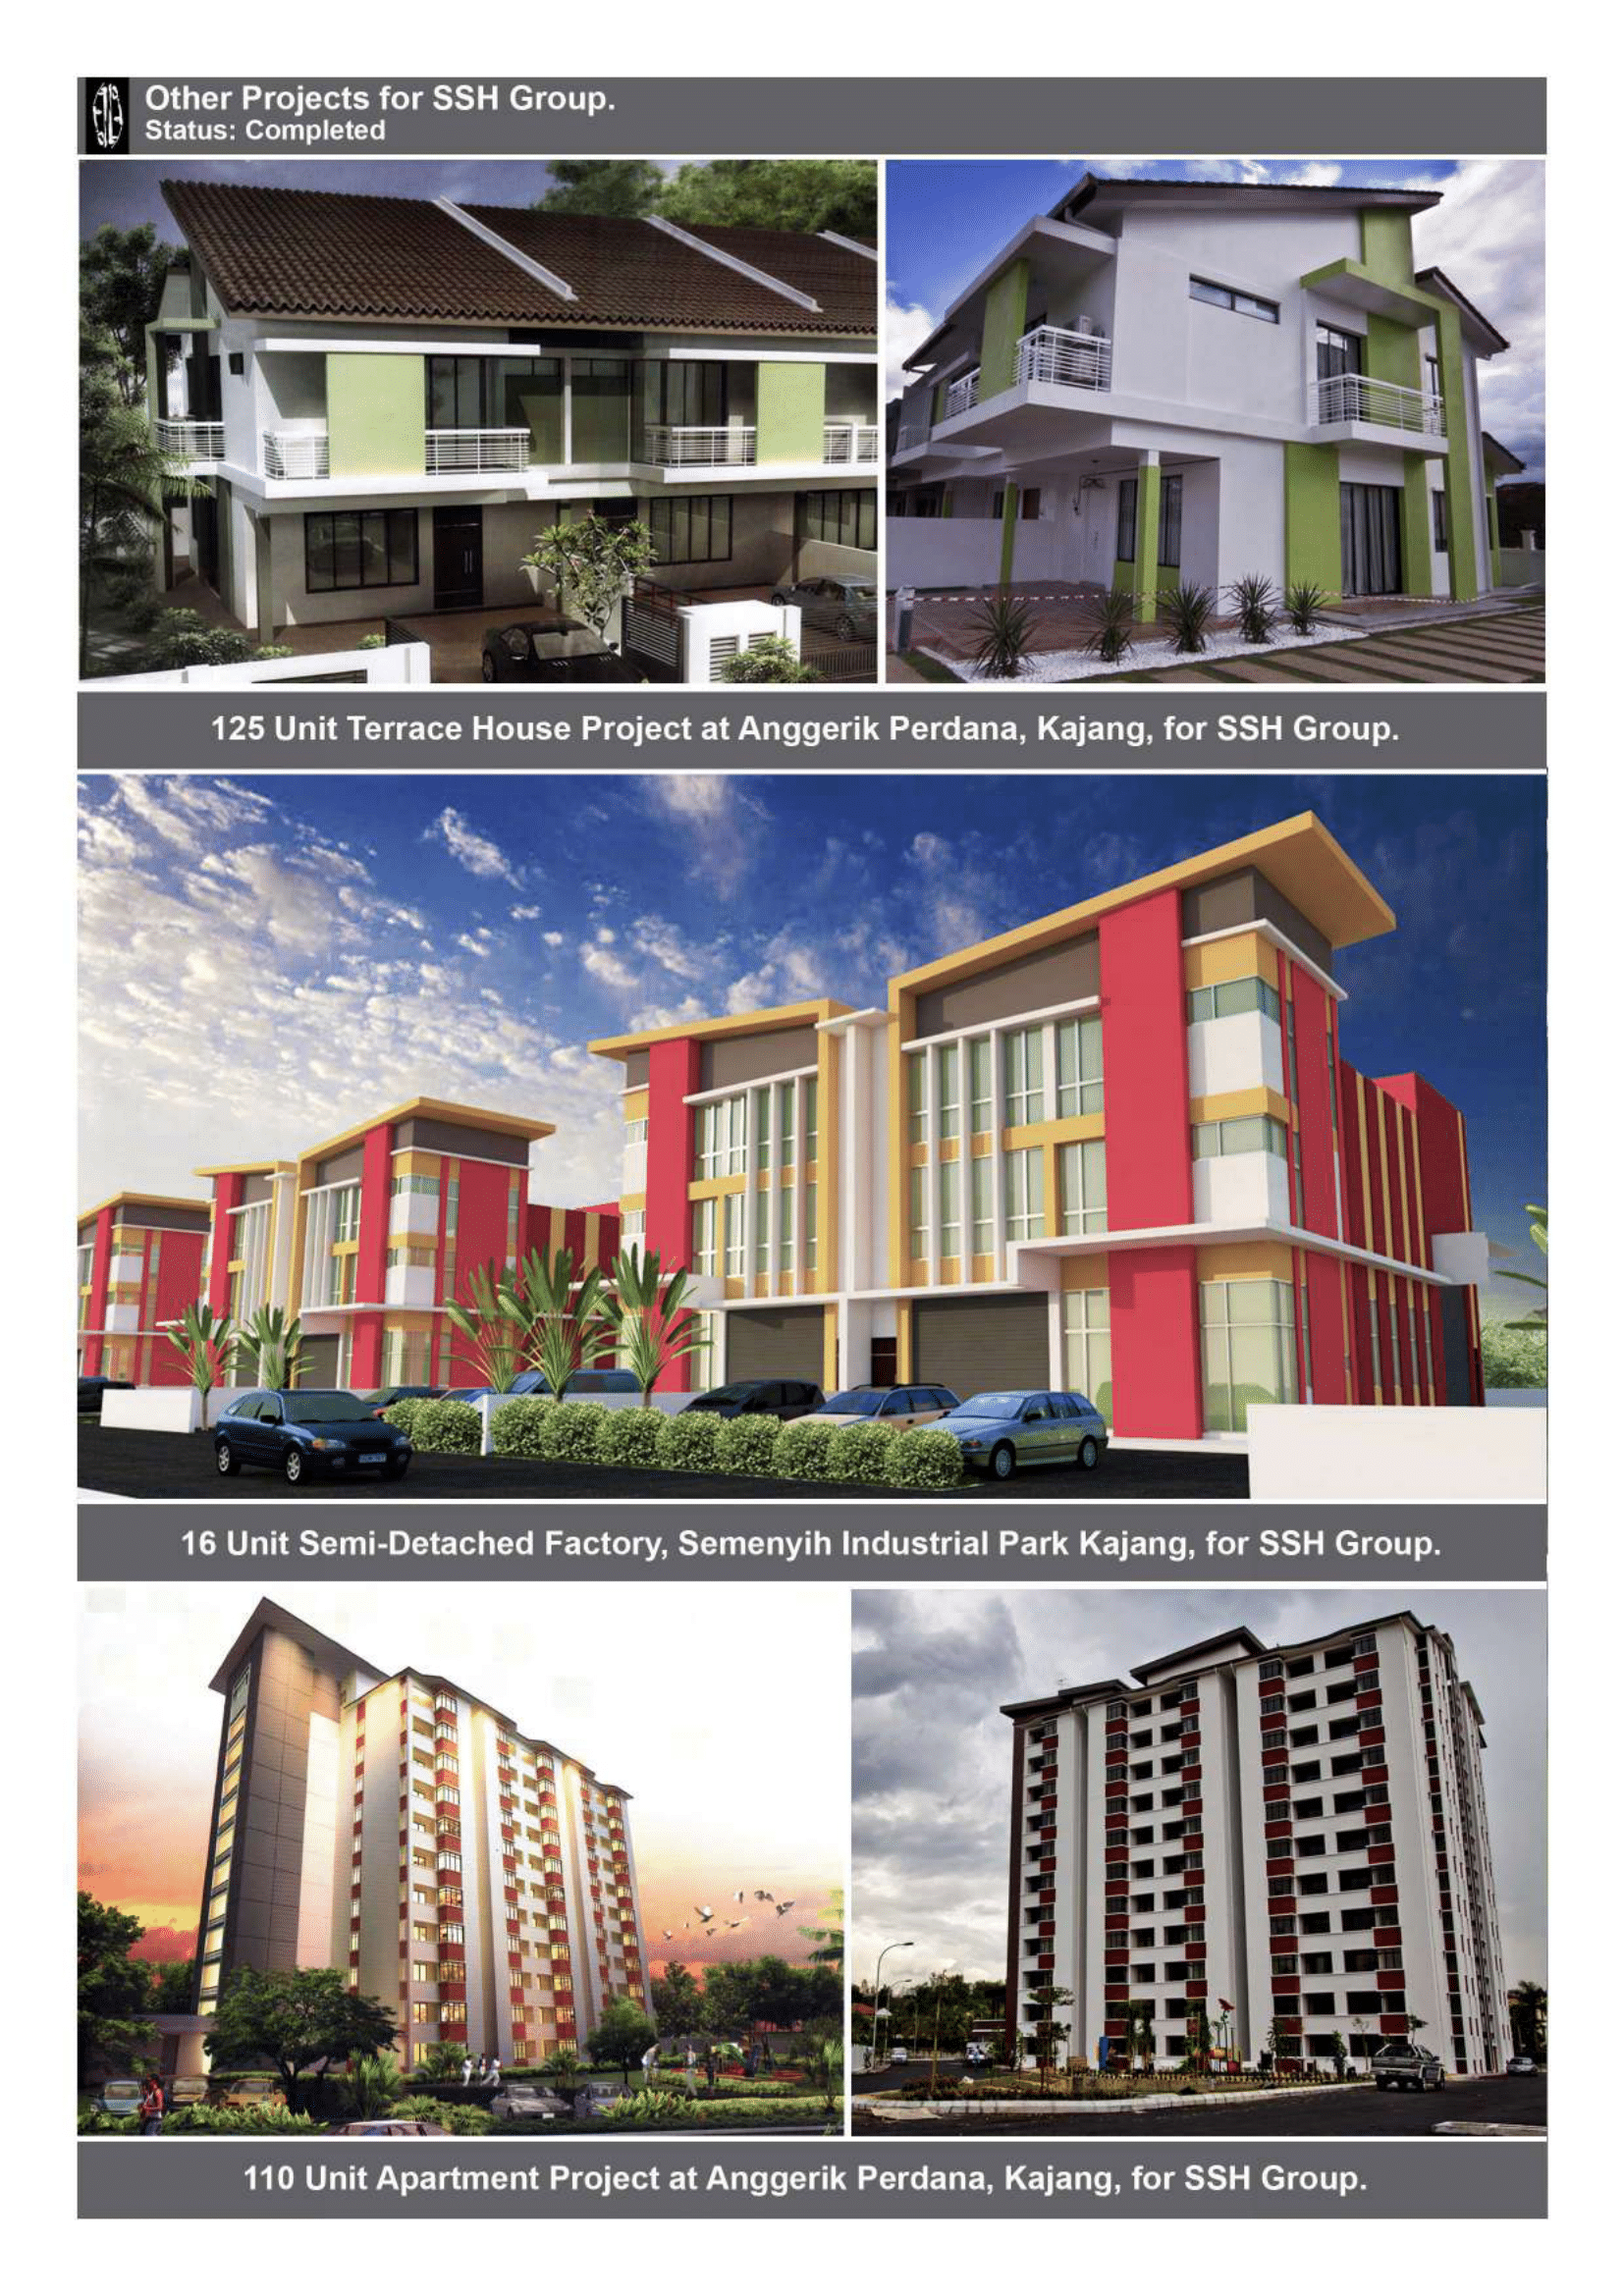 Other Projects for SSH Group.
Status: Completed
125 Unit Terrace House Project at Anggerik Perdana, Kajang, for SSH Group.
16 Unit Semi-Detached Factory, Semenyih Industrial Park Kajang, for SSH Group.
110 Unit Apartment Project at Anggerik Perdana, Kajang, for SSH Group.